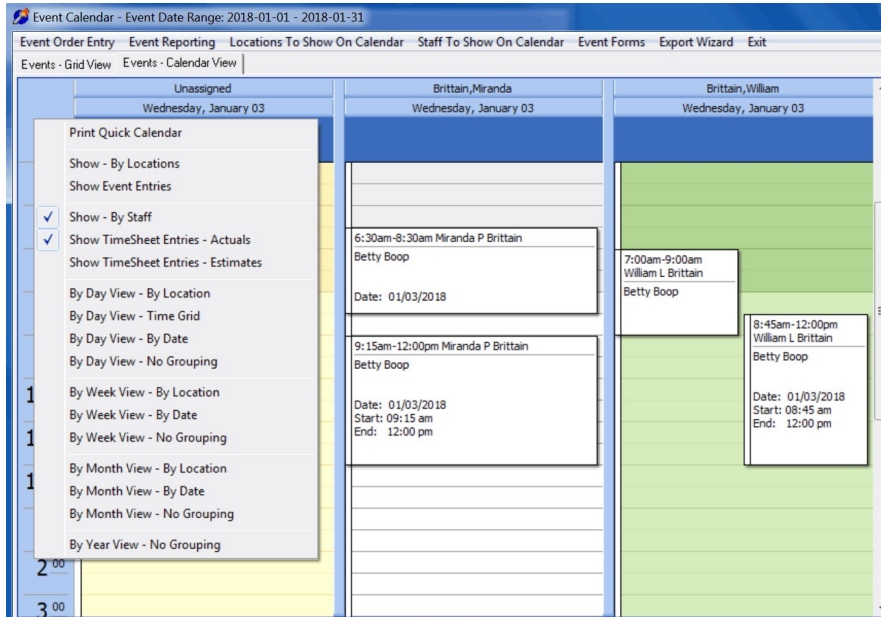 Event Calendar - Event Date Range: 2018-01-01 - 2018-01-31
Event Order Entry Event Reporting Locations To Show On Calendar Staff To Show On Calendar Event Forms Export Wizard Exit
Events - Grid View Events - Calendar View
Unassigned Brittain,Miranda Brittain,William
Wednesday, January 03 Wednesday, January 03 Wednesday, January 03
Print Quick Calendar
Show - By Locations
Show Event Entries
Show - By Staff
Show TimeSheet Entries - Actuals
Show TimeSheet Entries - Estimates
By Day View - By Location
By Day View - Time Grid
By Day View - By Date
By Day View - No Grouping
By Week View - By Location
By Week View - By Date
By Week View - No Grouping
By Month View - By Location
By Month View - By Date
By Month View - No Grouping
By Year View - No Grouping
1
1
1
2 00
3 00
6:30am-8:30am Miranda P Brittain
Betty Boop
Date: 01/03/2018
9:15am-12:00pm Miranda P Brittain
Betty Boop
Date: 01/03/2018
Start: 09:15 am
End: 12:00 pm
7:00am-9:00am
William L Brittain
Betty Boop
8:45am-12:00pm
William L Brittain
Betty Boop
Date: 01/03/2018
Start: 08:45 am
End: 12:00 pm